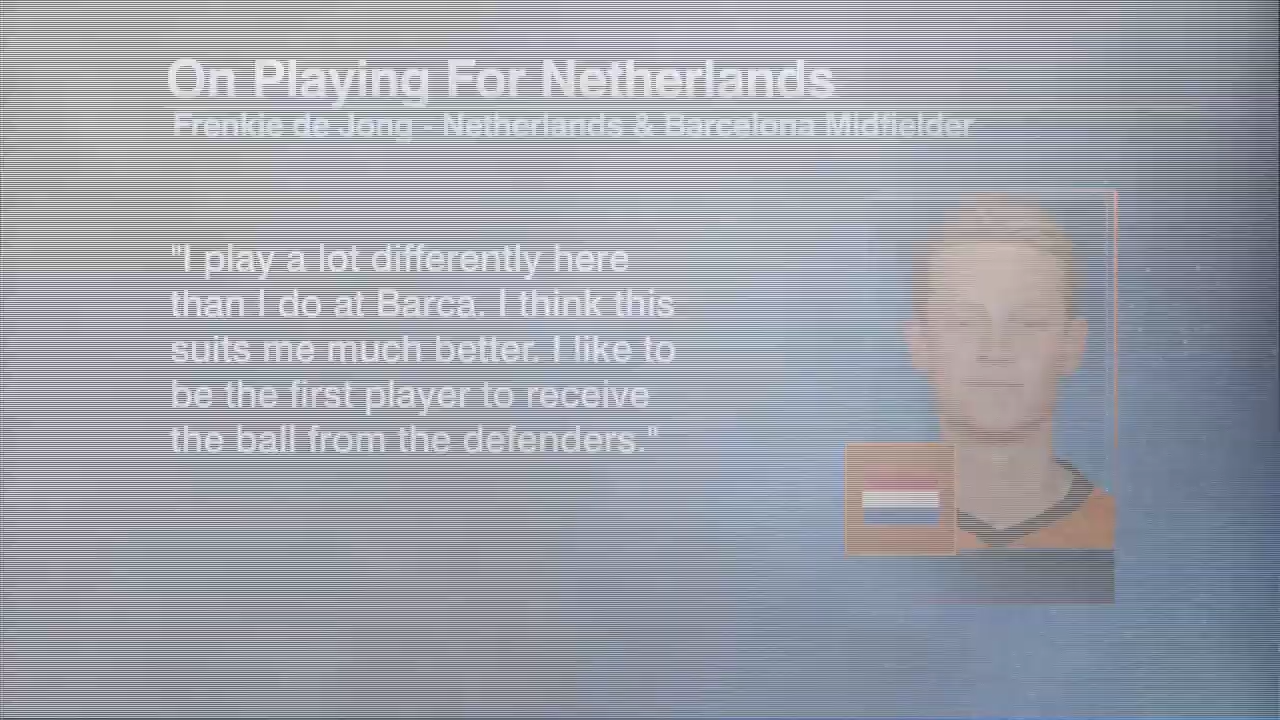 On Playing For Netherlands
Frenkie de Jong - Netherlands & Barcelona Midfielder
"I play a lot differently here
than I do at Barca. I think this
suits me much better. I like to
be the first player to receive
the ball from the defenders."